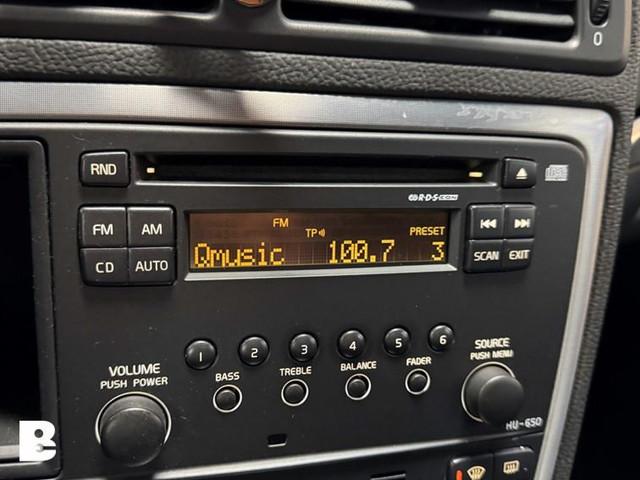 0
RND
R·D·S EON
FM AM
CD AUTO
FM
TP
PRESET
Qmusic 100.7 3
SCAN EXIT
1 2 3 4 5 6
VOLUME
PUSH POWER
BASS
TREBLE
BALANCE
FADER
SOURCE
PUSH MENU
HU-650
B